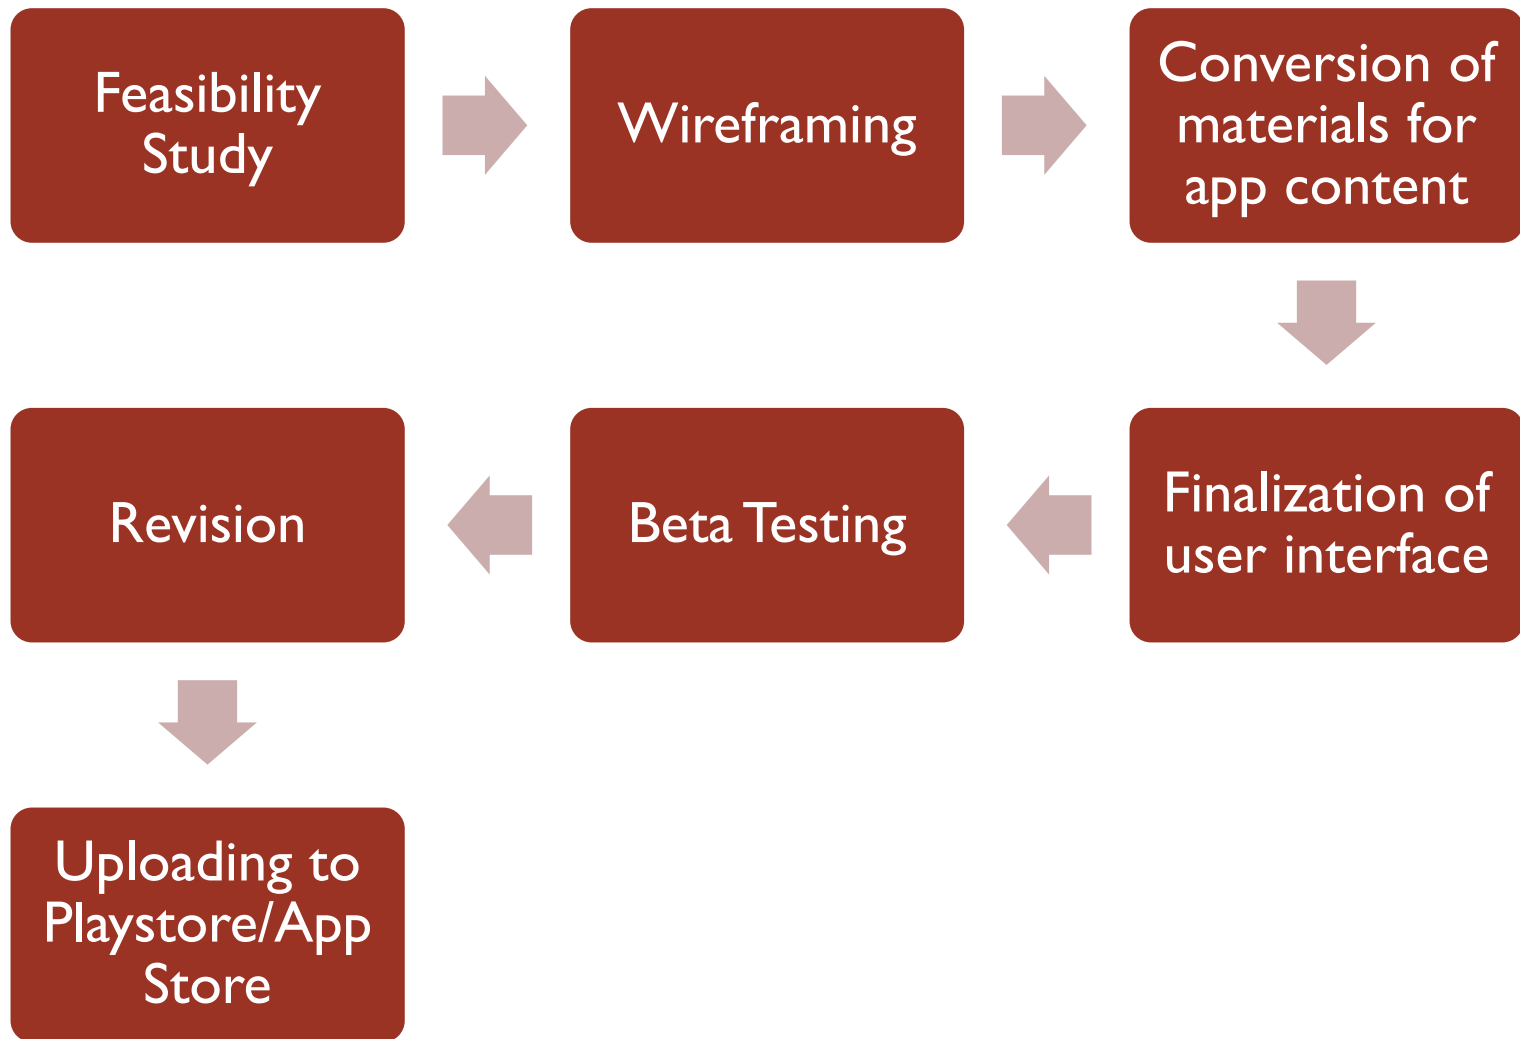 Feasibility
Study
Wireframing
Conversion of
materials for
app content
Finalization of
user interface
Beta Testing
Revision
Uploading to
Playstore/App
Store